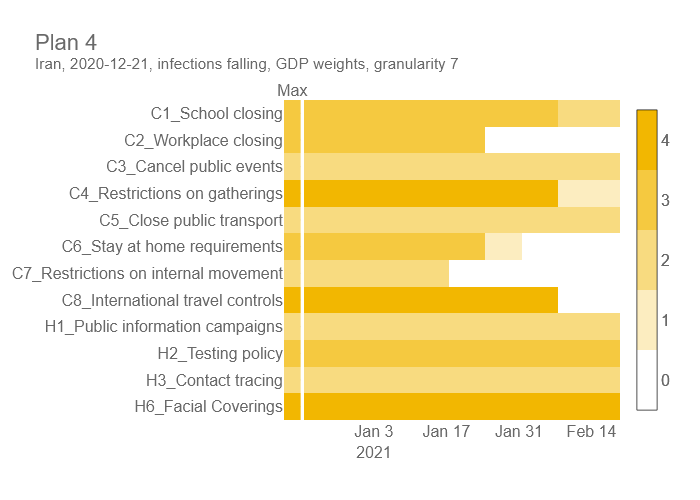 Plan 4
Iran, 2020-12-21, infections falling, GDP weights, granularity 7
Max
C1_School closing
C2_Workplace closing
C3_Cancel public events
C4_Restrictions on gatherings
C5_Close public transport
C6_Stay at home requirements
C7_Restrictions on internal movement
C8_International travel controls
H1_Public information campaigns
H2_Testing policy
H3_Contact tracing
H6_Facial Coverings
Jan 3
2021
Jan 17
Jan 31
Feb 14
4
3
2
1
0